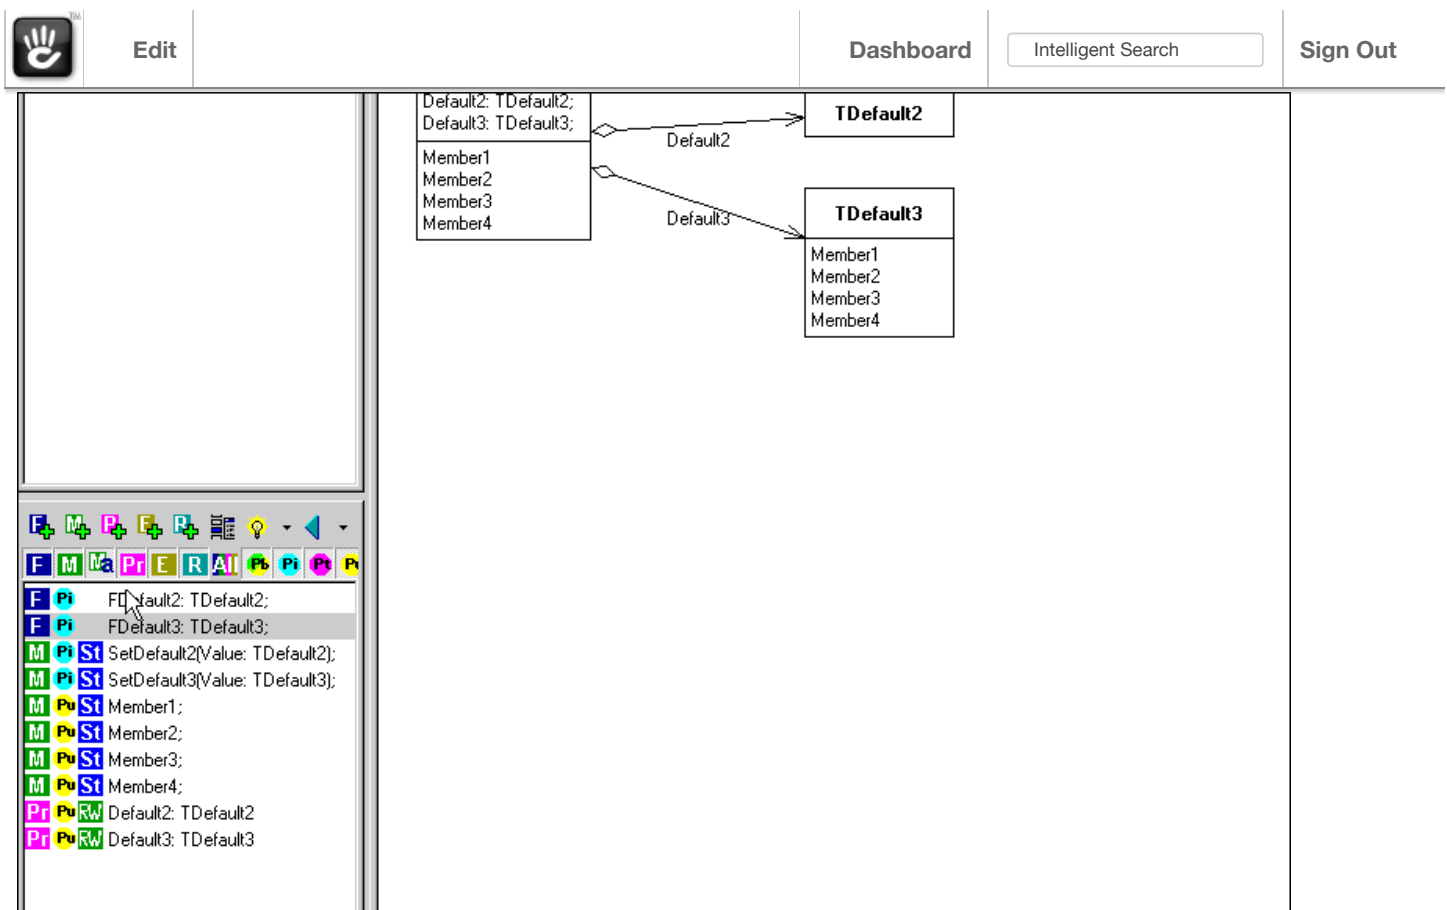 TM
Edit
Dashboard
Intelligent Search
Sign Out
Default2: TDefault2;
Default3: TDefault3;
Member1
Member2
Member3
Member4
Default2
Default3
TDefault2
TDefault3
Member1
Member2
Member3
Member4
F M P E R
F M Ma Pr E R All Pb Pi Pt
F Pi FDefault2: TDefault2;
F Pi FDefault3: TDefault3;
M Pi St SetDefault2(Value: TDefault2);
M Pi St SetDefault3(Value: TDefault3);
M Pu St Member1;
M Pu St Member2;
M Pu St Member3;
M Pu St Member4;
Pr Pu RW Default2: TDefault2
Pr Pu RW Default3: TDefault3